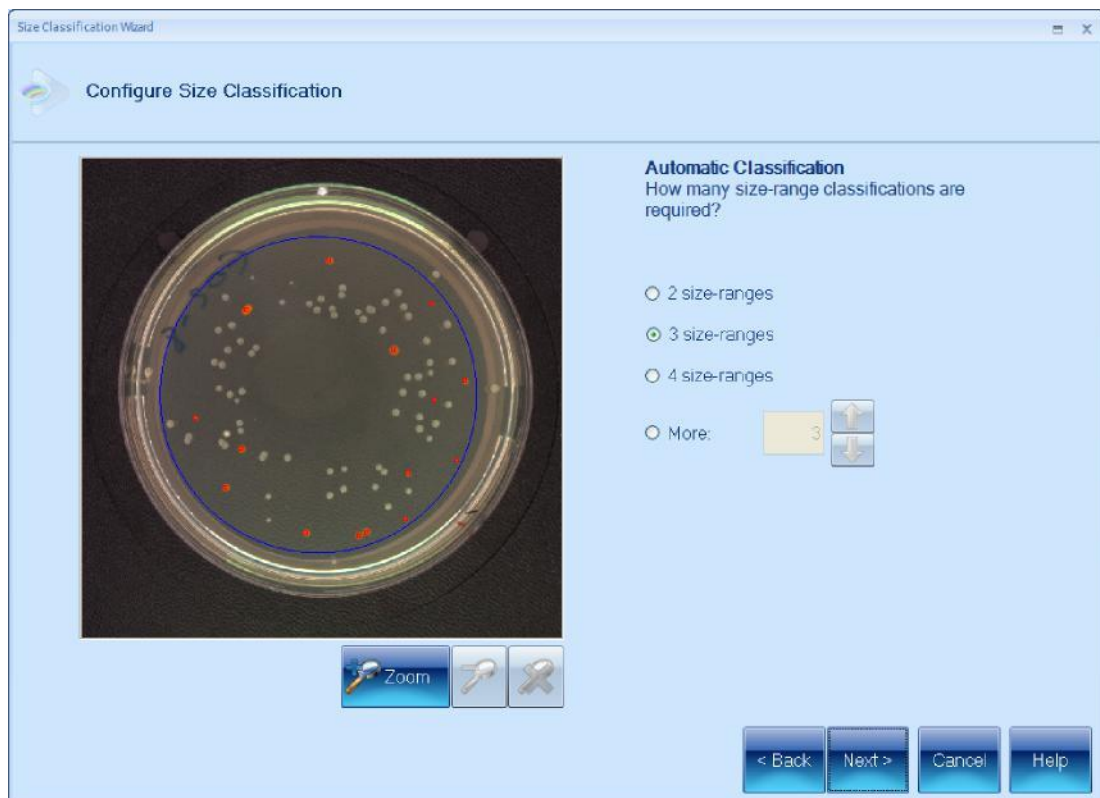 Size Classification Wizard
Configure Size Classification
Automatic Classification
How many size-range classifications are
required?
2 size-ranges
3 size-ranges
4 size-ranges
More:
3
Zoom
< Back
Next >
Cancel
Help